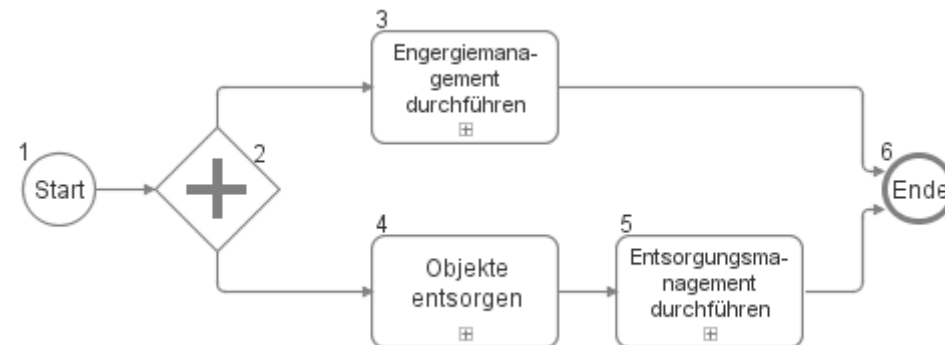 1
Start
2
3
Engergiemana-
gement
durchführen
4
Objekte
entsorgen
5
Entsorgungsma-
nagement
durchführen
6
Ende